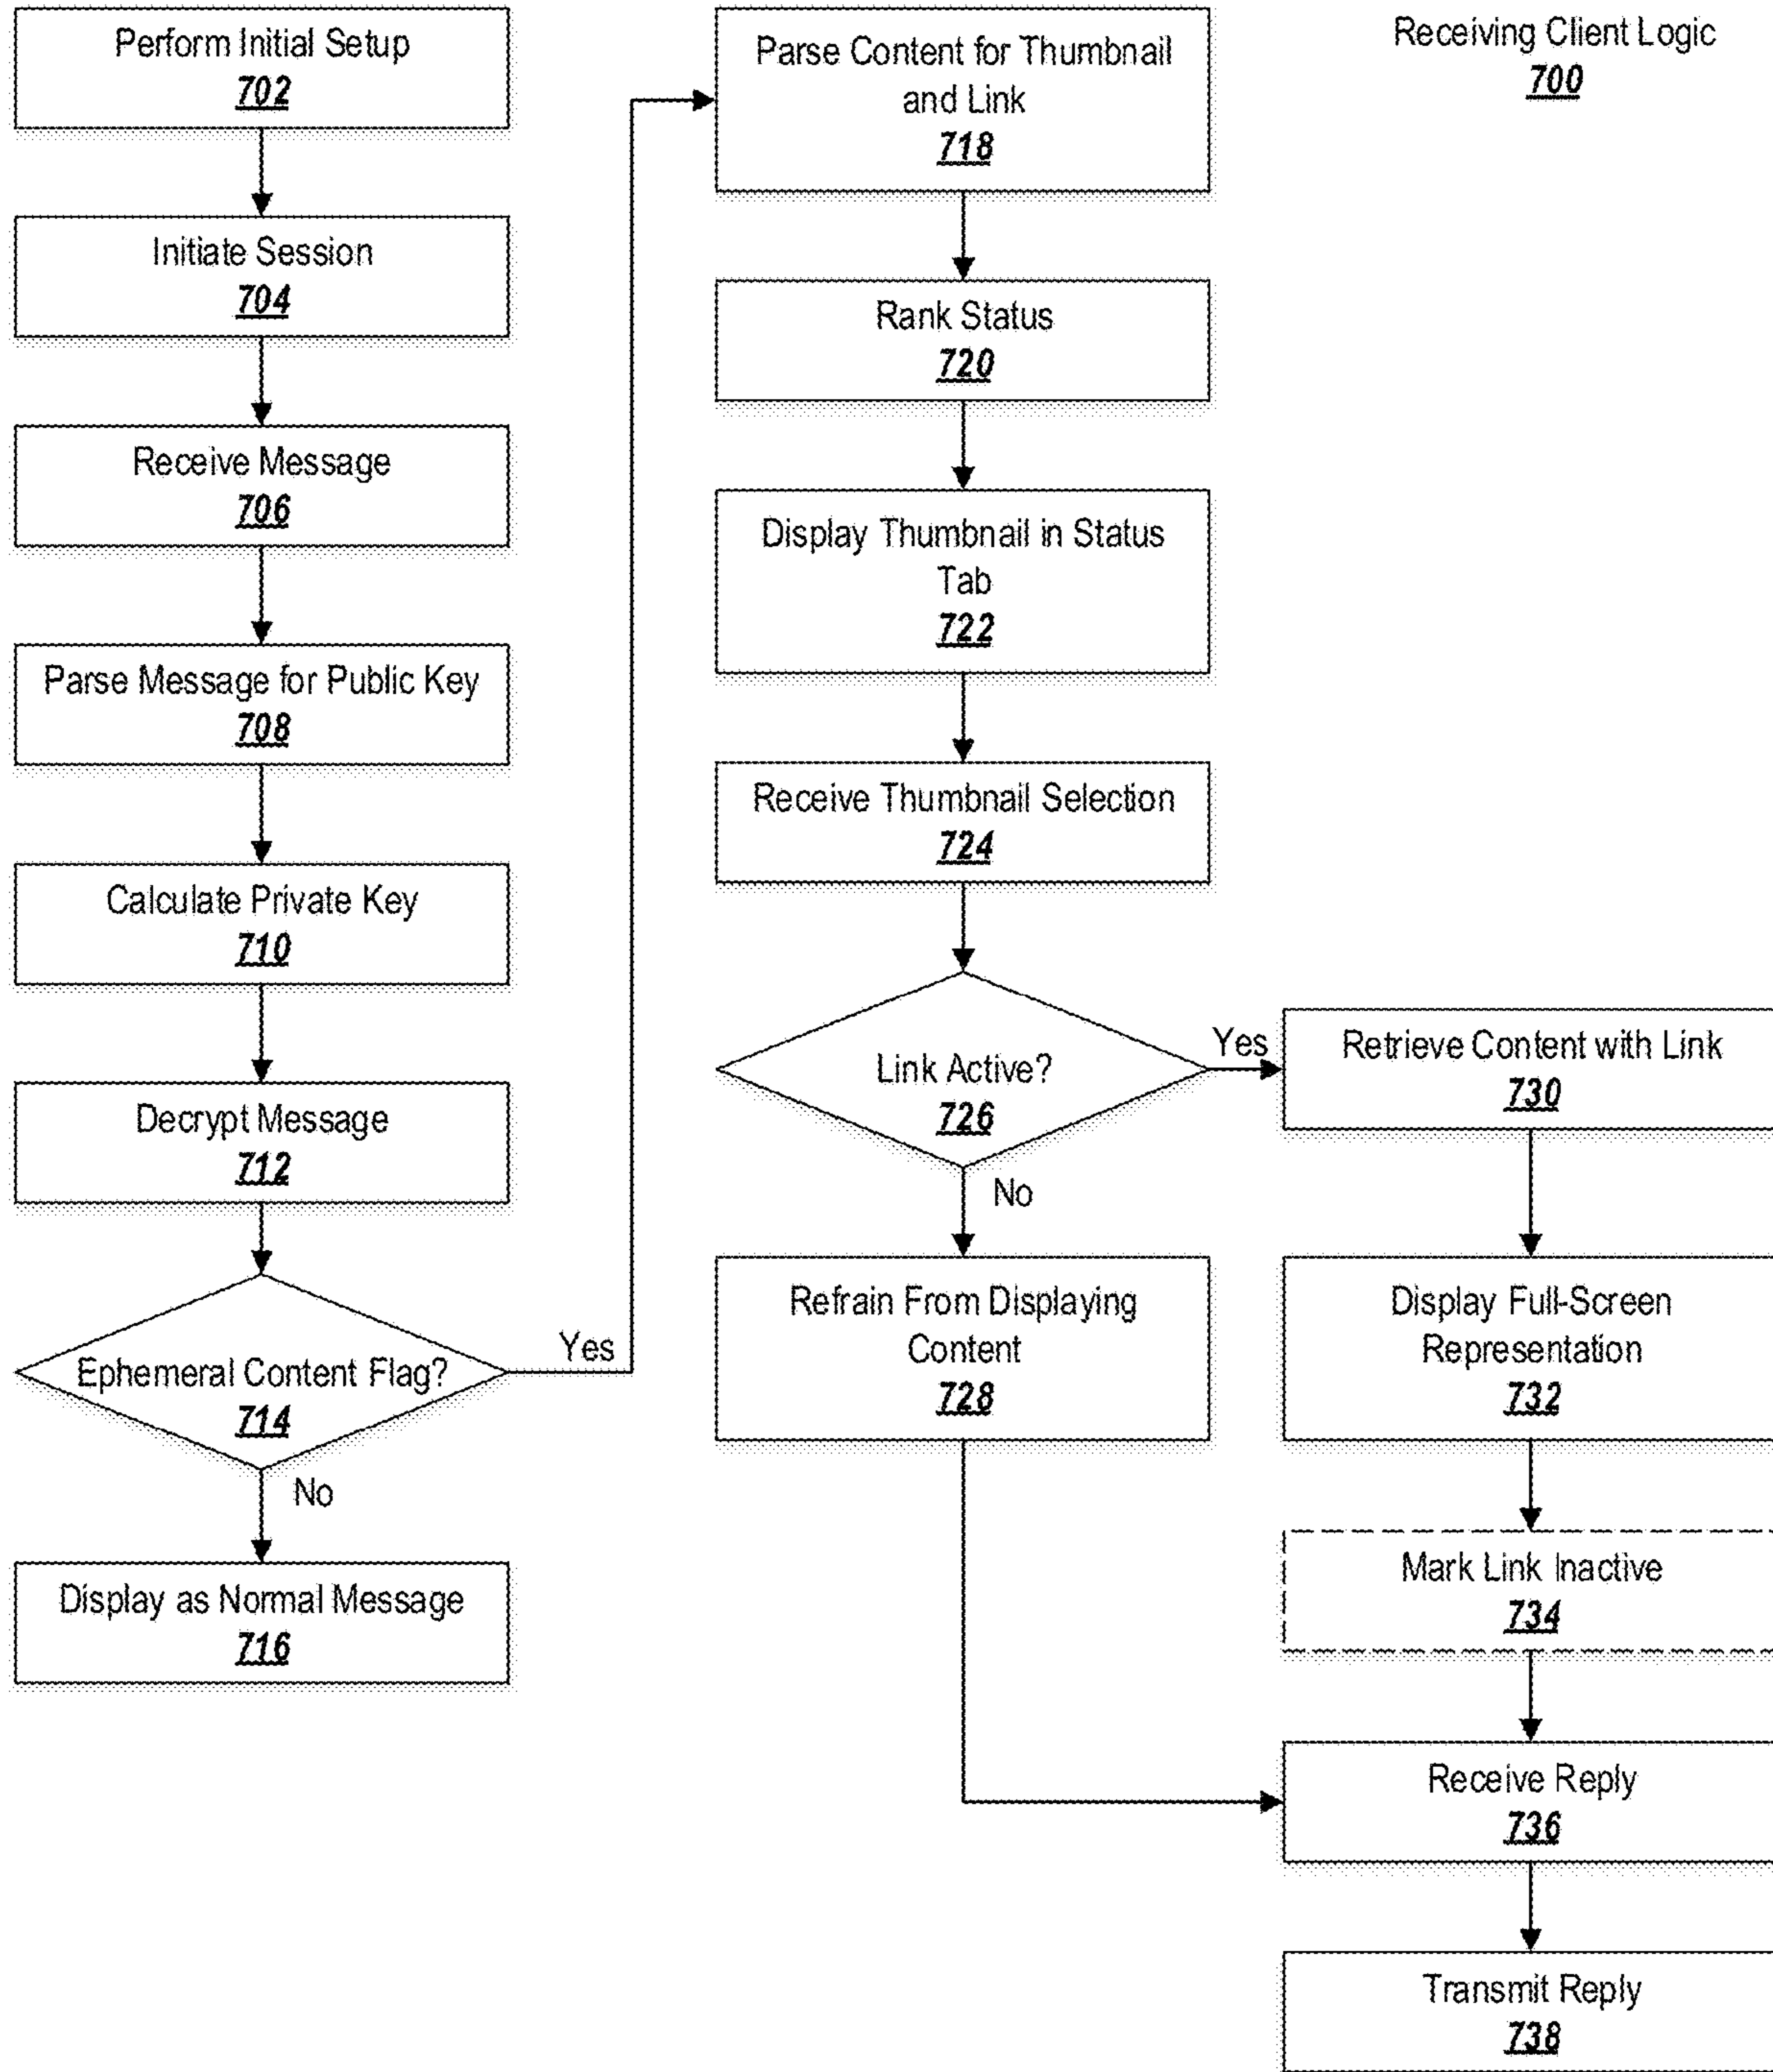 Receiving Client Logic
700
Perform Initial Setup
702
Initiate Session
704
Receive Message
706
Parse Message for Public Key
708
Calculate Private Key
710
Decrypt Message
712
Ephemeral Content Flag?
714
Yes
No
Display as Normal Message
716
Parse Content for Thumbnail
and Link
718
Rank Status
720
Display Thumbnail in Status
Tab
722
Receive Thumbnail Selection
724
Link Active?
726
Yes
No
Refrain From Displaying
Content
728
Retrieve Content with Link
730
Display Full-Screen
Representation
732
Mark Link Inactive
734
Receive Reply
736
Transmit Reply
738